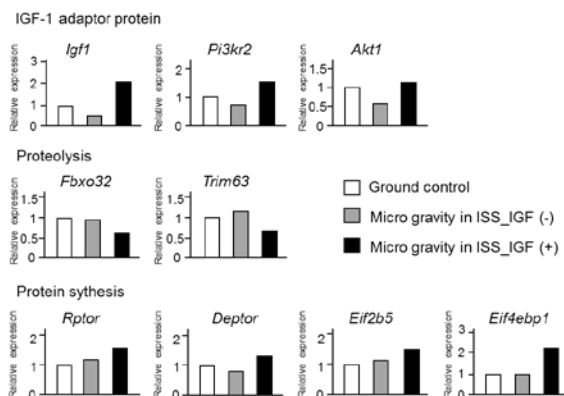 IGF-1 adaptor protein
Igf1
Pi3kr2
Akt1
Relative expression
3
2
1
0
Relative expression
2
1
0
Relative expression
1.5
1
0.5
0
Proteolysis
Fbxo32
Trim63
Relative expression
1.5
1
0.5
0
Relative expression
1.5
1
0.5
0
Ground control
Micro gravity in ISS_IGF (-)
Micro gravity in ISS_IGF (+)
Protein sythesis
Rptor
Deptor
Eif2b5
Eif4ebp1
Relative expression
2
1
0
Relative expression
2
1
0
Relative expression
2
1
0
Relative expression
3
2
1
0